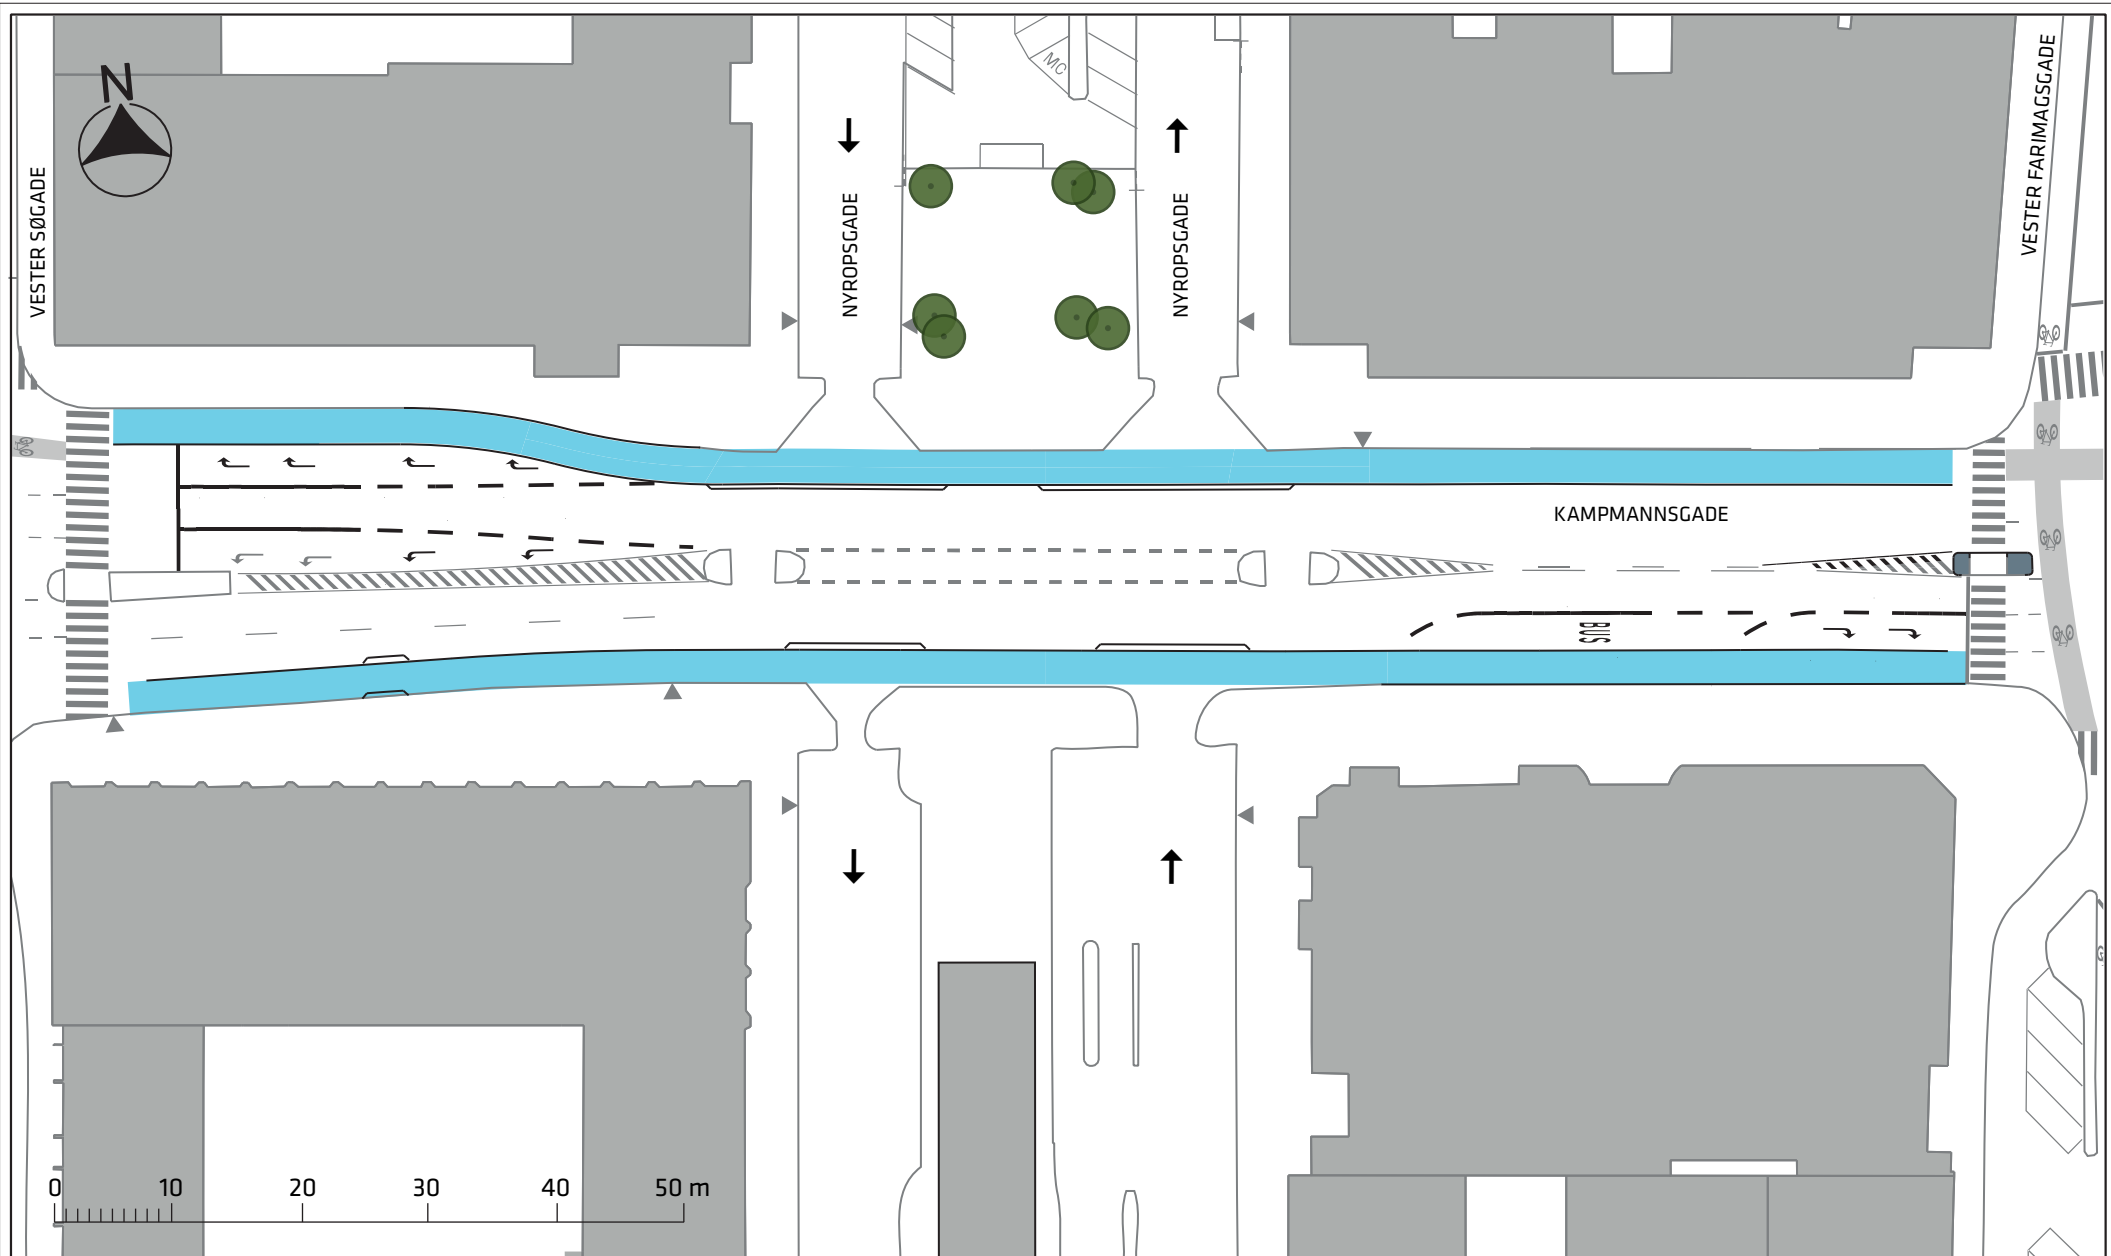 N
MC
VESTER SØGADE
NYROPSGADE
NYROPSGADE
VESTER FARIMAGSGADE
KAMPMANNSGADE
BUS
0 10 20 30 40 50 m